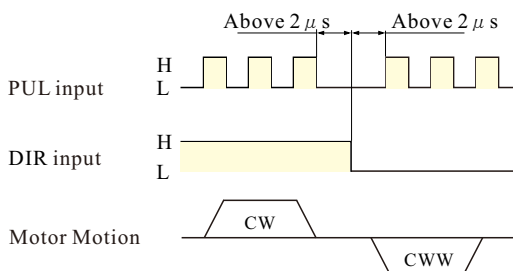 Above 2 μ s Above 2 μ s
H
PUL input L
H
DIR input
L
CW
Motor Motion
CWW